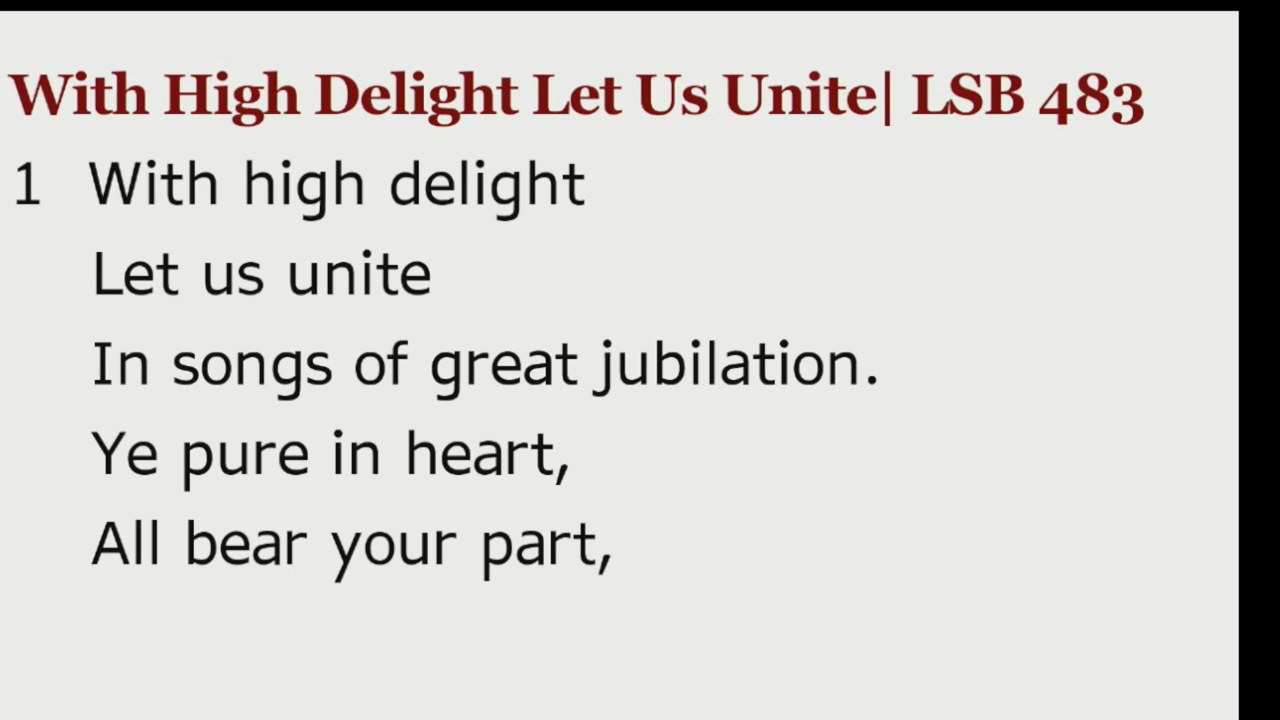 With High Delight Let Us Unite| LSB 483
1 With high delight
Let us unite
In songs of great jubilation.
Ye pure in heart,
All bear your part,